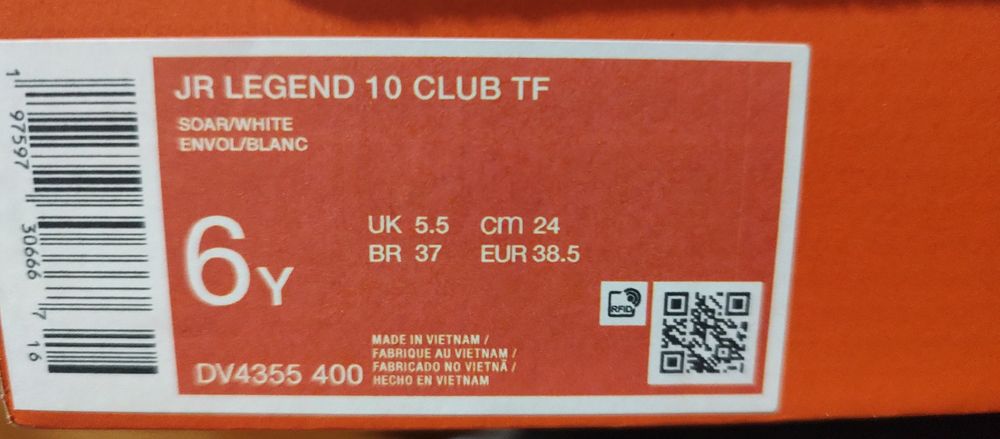 JR LEGEND 10 CLUB TF
SOAR/WHITE
ENVOL/BLANC
6Y
UK 5.5 cm 24
BR 37 EUR 38.5
RFID
MADE IN VIETNAM /
FABRIQUE AU VIETNAM /
FABRICADO NO VIETNÃ /
HECHO EN VIETNAM
DV4355 400
1 97597 30666 7 16